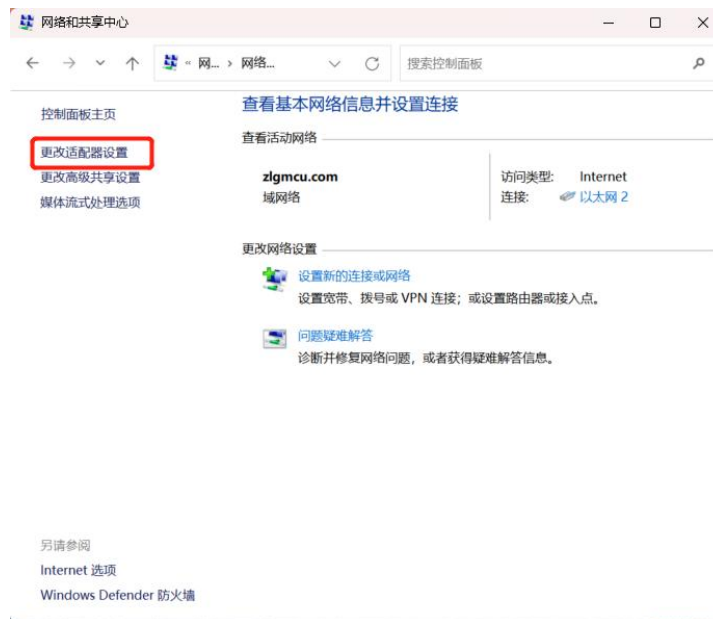 网络和共享中心
« 网... › 网络...
搜索控制面板
控制面板主页
更改适配器设置
更改高级共享设置
媒体流式处理选项
查看基本网络信息并设置连接
查看活动网络
zlgmcu.com
域网络
访问类型: Internet
连接: 以太网 2
更改网络设置
设置新的连接或网络
设置宽带、拨号或 VPN 连接；或设置路由器或接入点。
问题疑难解答
诊断并修复网络问题，或者获得疑难解答信息。
另请参阅
Internet 选项
Windows Defender 防火墙